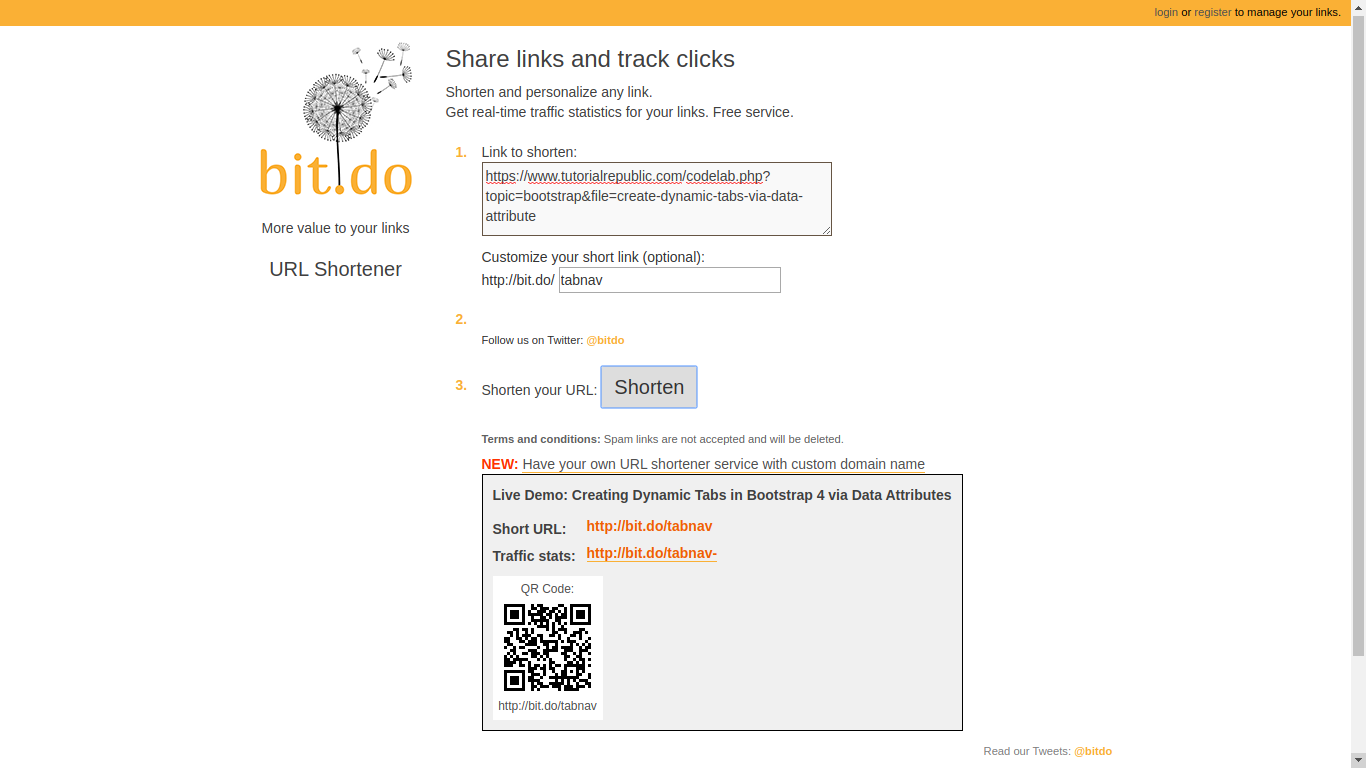 login or register to manage your links.
bit.do
More value to your links
URL Shortener
Share links and track clicks
Shorten and personalize any link.
Get real-time traffic statistics for your links. Free service.
1. Link to shorten:
https://www.tutorialrepublic.com/codelab.php?
topic=bootstrap&file=create-dynamic-tabs-via-data-
attribute
Customize your short link (optional):
http://bit.do/ tabnav
2.
Follow us on Twitter: @bitdo
3. Shorten your URL: Shorten
Terms and conditions: Spam links are not accepted and will be deleted.
NEW: Have your own URL shortener service with custom domain name
Live Demo: Creating Dynamic Tabs in Bootstrap 4 via Data Attributes
Short URL: http://bit.do/tabnav
Traffic stats: http://bit.do/tabnav-
QR Code:
http://bit.do/tabnav
Read our Tweets: @bitdo